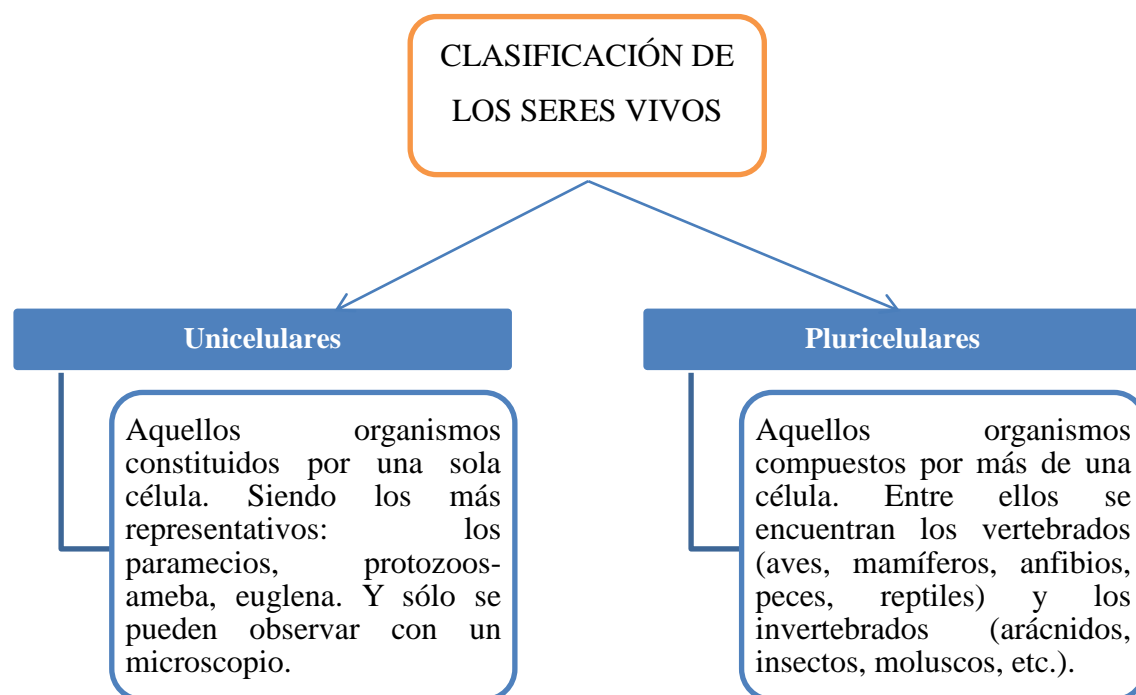 CLASIFICACIÓN DE
LOS SERES VIVOS
Unicelulares
Aquellos organismos
constituidos por una sola
célula. Siendo los más
representativos: los
paramecios, protozoos-
ameba, euglena. Y sólo se
pueden observar con un
microscopio.
Pluricelulares
Aquellos organismos
compuestos por más de una
célula. Entre ellos se
encuentran los vertebrados
(aves, mamíferos, anfibios,
peces, reptiles) y los
invertebrados (arácnidos,
insectos, moluscos, etc.).